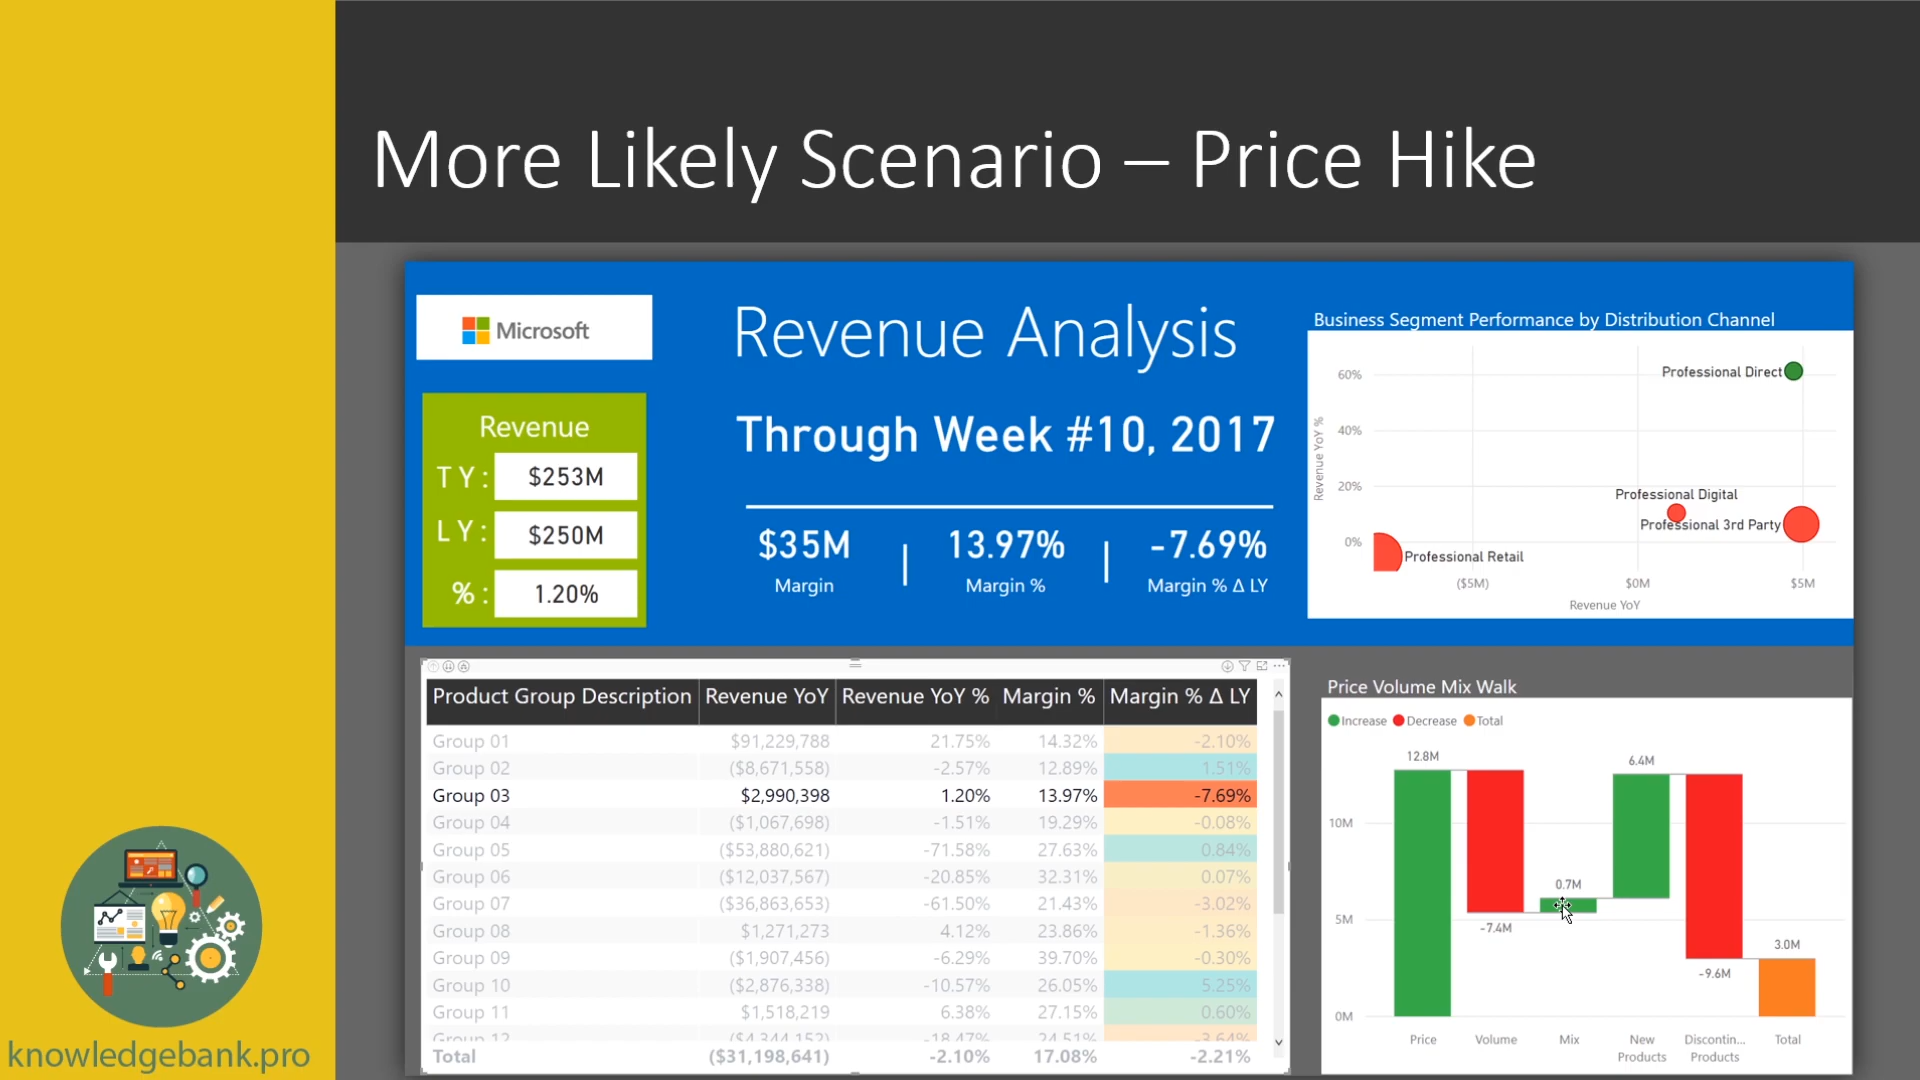 More Likely Scenario – Price Hike
Microsoft
Revenue Analysis
Through Week #10, 2017
Revenue
TY: $253M
LY: $250M
%: 1.20%
$35M | 13.97% | -7.69%
Margin Margin % Margin % Δ LY
Business Segment Performance by Distribution Channel
Revenue YoY %
60%
40%
20%
0%
Professional Direct
Professional Digital
Professional 3rd Party
Professional Retail
($5M) $0M $5M
Revenue YoY
Product Group Description Revenue YoY Revenue YoY % Margin % Margin % Δ LY
Group 01 $91,229,788 21.75% 14.32% -2.10%
Group 02 ($8,671,558) -2.57% 12.89% 1.51%
Group 03 $2,990,398 1.20% 13.97% -7.69%
Group 04 ($1,067,698) -1.51% 19.29% -0.08%
Group 05 ($53,880,621) -71.58% 27.63% 0.84%
Group 06 ($12,037,567) -20.85% 32.31% 0.07%
Group 07 ($36,863,653) -61.50% 21.43% -3.02%
Group 08 $1,271,273 4.12% 23.86% -1.36%
Group 09 ($1,907,456) -6.29% 39.70% -0.30%
Group 10 ($2,876,338) -10.57% 26.05% 5.25%
Group 11 $1,518,219 6.38% 27.15% 0.60%
Group 12 ($4,344,152) -18.47% 24.51% -3.64%
Total ($31,198,641) -2.10% 17.08% -2.21%
Price Volume Mix Walk
Increase Decrease Total
10M
5M
0M
12.8M
-7.4M
0.7M
6.4M
-9.6M
3.0M
Price Volume Mix New Discontin... Total
Products Products
knowledgebank.pro